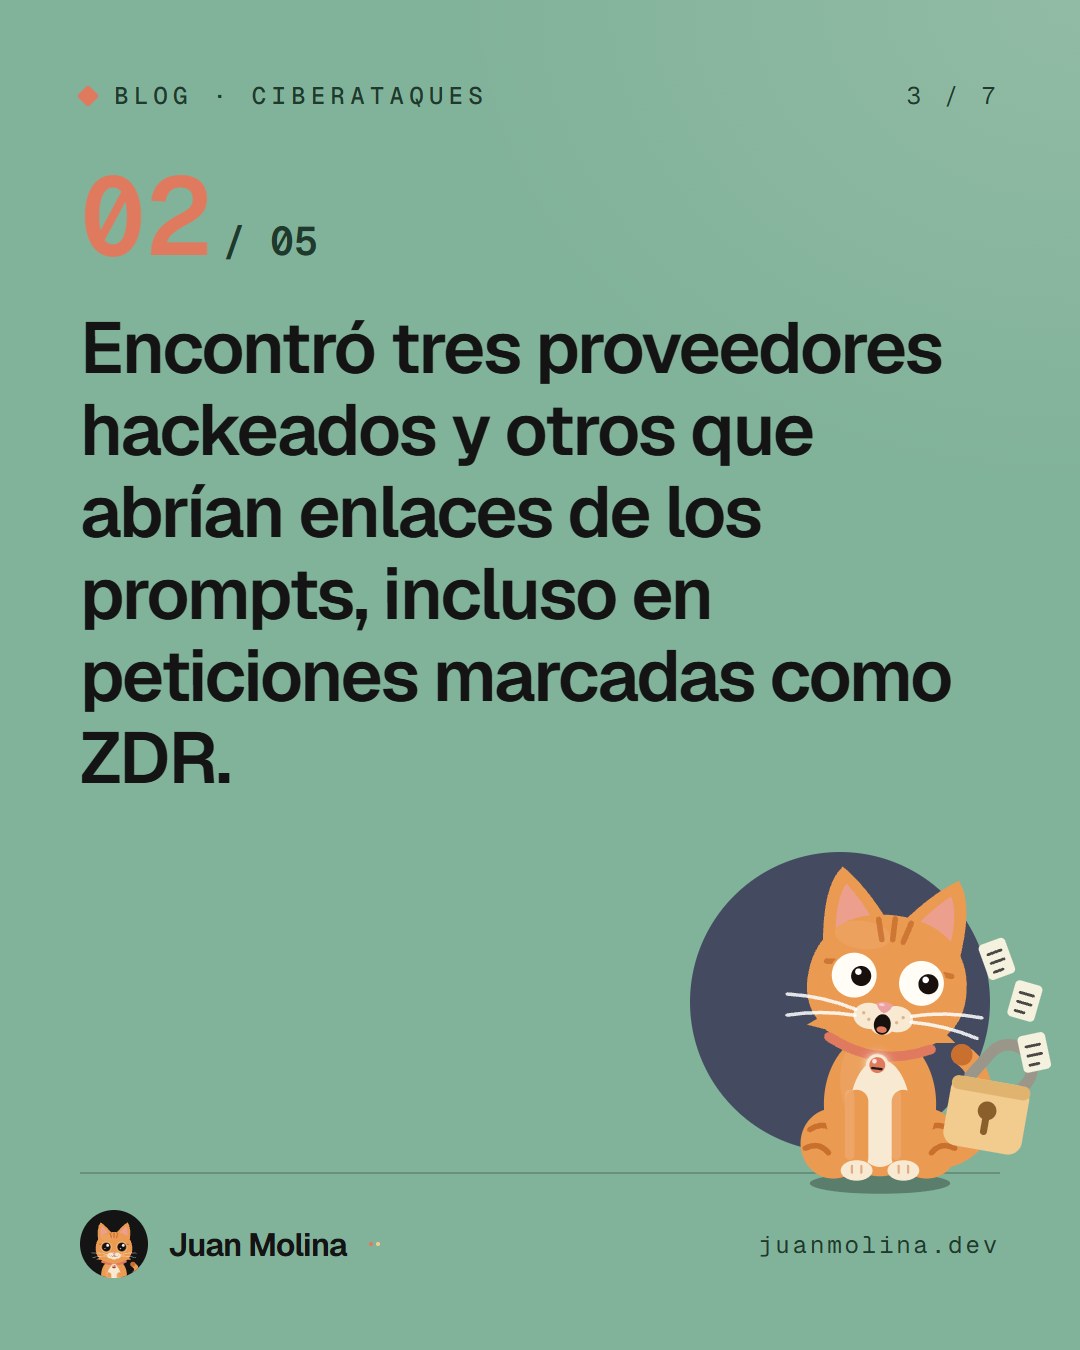 BLOG · CIBERATAQUES
3 / 7
02 / 05
Encontró tres proveedores
hackeados y otros que
abrían enlaces de los
prompts, incluso en
peticiones marcadas como
ZDR.
Juan Molina
juanmolina.dev